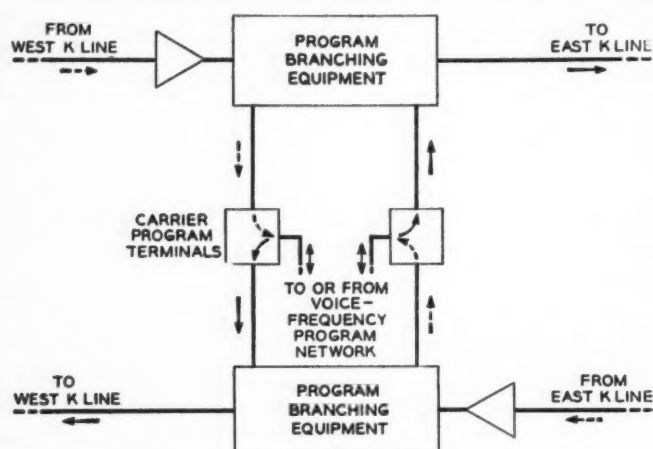 FROM
WEST K LINE
PROGRAM
BRANCHING
EQUIPMENT
TO
EAST K LINE
CARRIER
PROGRAM
TERMINALS
TO OR FROM
VOICE-
FREQUENCY
PROGRAM
NETWORK
TO
WEST K LINE
PROGRAM
BRANCHING
EQUIPMENT
FROM
EAST K LINE